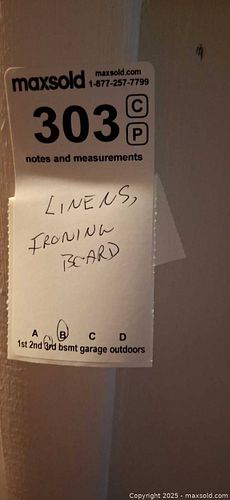 maxsold maxsold.com
1-877-257-7799
303 C
P
notes and measurements
LINENS,
IRONING
BOARD
A B C D
1st 2nd 3rd bsmt garage outdoors
Copyright 2025 - maxsold.com